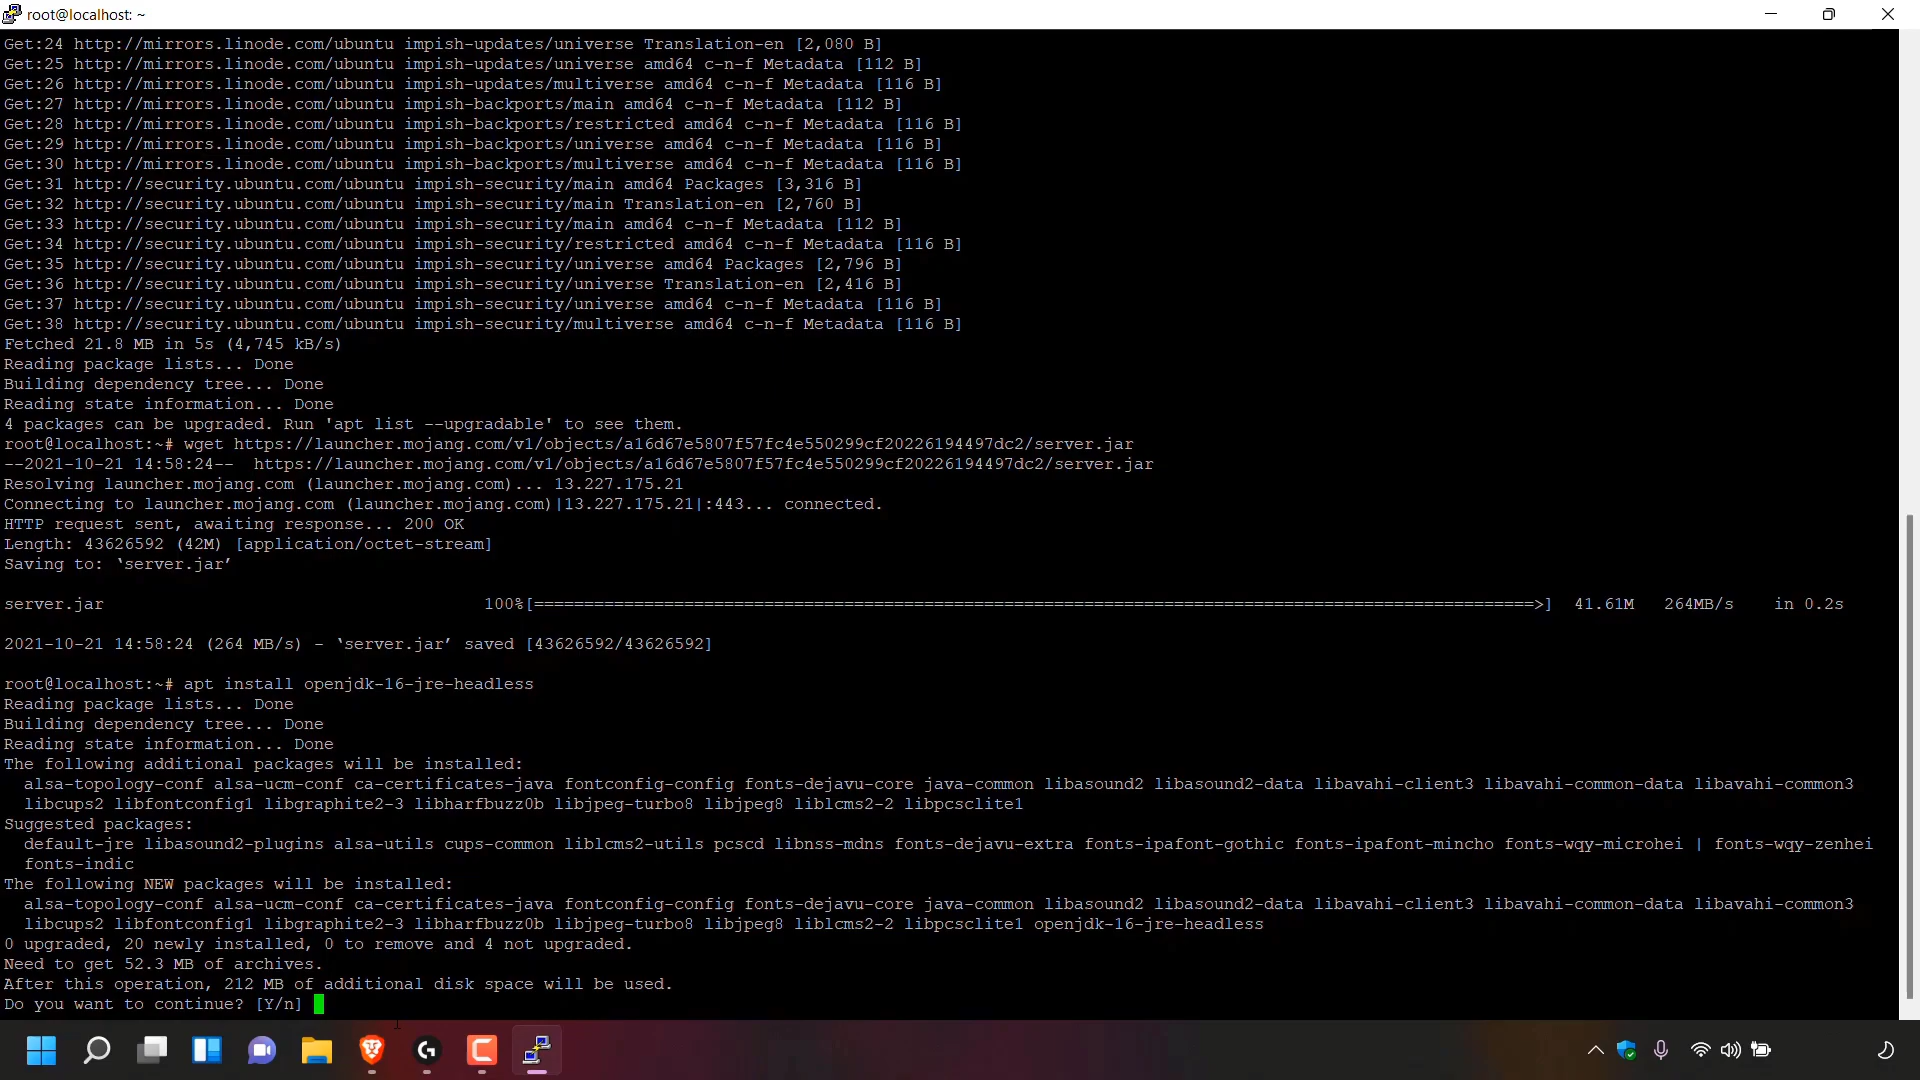 root@localhost: ~
Get:24 http://mirrors.linode.com/ubuntu impish-updates/universe Translation-en [2,080 B]
Get:25 http://mirrors.linode.com/ubuntu impish-updates/universe amd64 c-n-f Metadata [112 B]
Get:26 http://mirrors.linode.com/ubuntu impish-updates/multiverse amd64 c-n-f Metadata [116 B]
Get:27 http://mirrors.linode.com/ubuntu impish-backports/main amd64 c-n-f Metadata [112 B]
Get:28 http://mirrors.linode.com/ubuntu impish-backports/restricted amd64 c-n-f Metadata [116 B]
Get:29 http://mirrors.linode.com/ubuntu impish-backports/universe amd64 c-n-f Metadata [116 B]
Get:30 http://mirrors.linode.com/ubuntu impish-backports/multiverse amd64 c-n-f Metadata [116 B]
Get:31 http://security.ubuntu.com/ubuntu impish-security/main amd64 Packages [3,316 B]
Get:32 http://security.ubuntu.com/ubuntu impish-security/main Translation-en [2,760 B]
Get:33 http://security.ubuntu.com/ubuntu impish-security/main amd64 c-n-f Metadata [112 B]
Get:34 http://security.ubuntu.com/ubuntu impish-security/restricted amd64 c-n-f Metadata [116 B]
Get:35 http://security.ubuntu.com/ubuntu impish-security/universe amd64 Packages [2,796 B]
Get:36 http://security.ubuntu.com/ubuntu impish-security/universe Translation-en [2,416 B]
Get:37 http://security.ubuntu.com/ubuntu impish-security/universe amd64 c-n-f Metadata [116 B]
Get:38 http://security.ubuntu.com/ubuntu impish-security/multiverse amd64 c-n-f Metadata [116 B]
Fetched 21.8 MB in 5s (4,745 kB/s)
Reading package lists... Done
Building dependency tree... Done
Reading state information... Done
4 packages can be upgraded. Run 'apt list --upgradable' to see them.
root@localhost:~# wget https://launcher.mojang.com/v1/objects/a16d67e5807f57fc4e550299cf20226194497dc2/server.jar
--2021-10-21 14:58:24--  https://launcher.mojang.com/v1/objects/a16d67e5807f57fc4e550299cf20226194497dc2/server.jar
Resolving launcher.mojang.com (launcher.mojang.com)... 13.227.175.21
Connecting to launcher.mojang.com (launcher.mojang.com)|13.227.175.21|:443... connected.
HTTP request sent, awaiting response... 200 OK
Length: 43626592 (42M) [application/octet-stream]
Saving to: ‘server.jar’
server.jar 100%[====================================================================================================>] 41.61M 264MB/s in 0.2s
2021-10-21 14:58:24 (264 MB/s) - ‘server.jar’ saved [43626592/43626592]
root@localhost:~# apt install openjdk-16-jre-headless
Reading package lists... Done
Building dependency tree... Done
Reading state information... Done
The following additional packages will be installed:
alsa-topology-conf alsa-ucm-conf ca-certificates-java fontconfig-config fonts-dejavu-core java-common libasound2 libasound2-data libavahi-client3 libavahi-common-data libavahi-common3
libcups2 libfontconfig1 libgraphite2-3 libharfbuzz0b libjpeg-turbo8 libjpeg8 liblcms2-2 libpcsclite1
Suggested packages:
default-jre libasound2-plugins alsa-utils cups-common liblcms2-utils pcscd libnss-mdns fonts-dejavu-extra fonts-ipafont-gothic fonts-ipafont-mincho fonts-wqy-microhei | fonts-wqy-zenhei
fonts-indic
The following NEW packages will be installed:
alsa-topology-conf alsa-ucm-conf ca-certificates-java fontconfig-config fonts-dejavu-core java-common libasound2 libasound2-data libavahi-client3 libavahi-common-data libavahi-common3
libcups2 libfontconfig1 libgraphite2-3 libharfbuzz0b libjpeg-turbo8 libjpeg8 liblcms2-2 libpcsclite1 openjdk-16-jre-headless
0 upgraded, 20 newly installed, 0 to remove and 4 not upgraded.
Need to get 52.3 MB of archives.
After this operation, 212 MB of additional disk space will be used.
Do you want to continue? [Y/n]